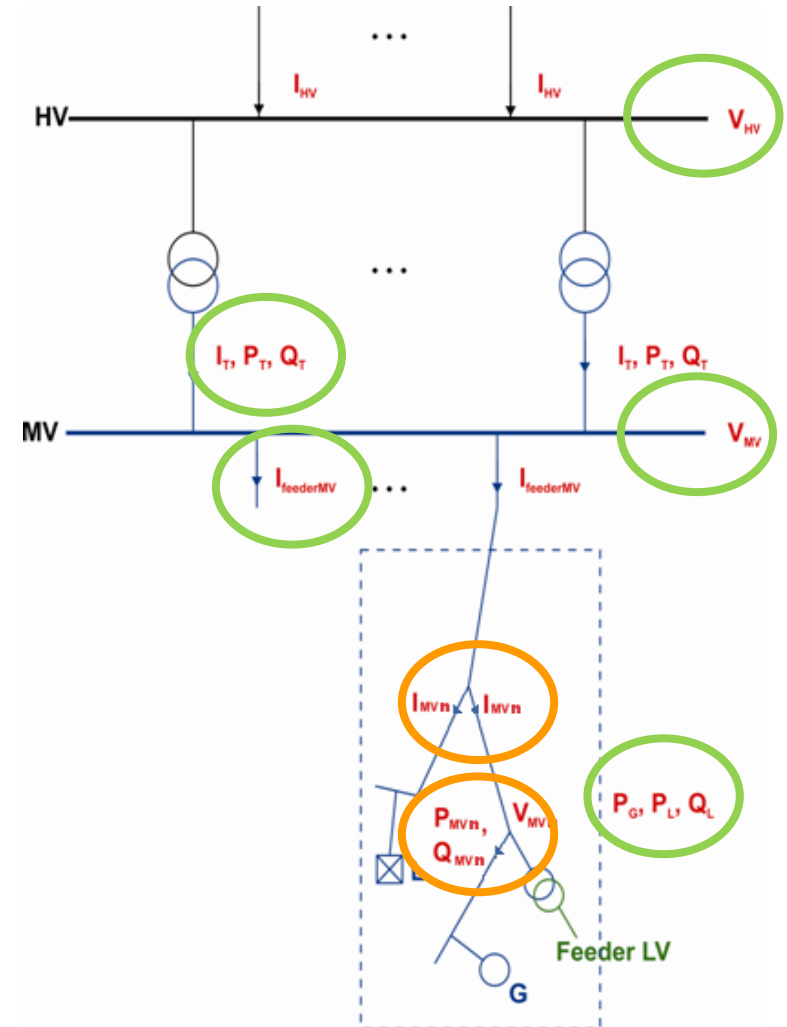 ...
I_HV I_HV
HV V_HV
...
I_T, P_T, Q_T I_T, P_T, Q_T
MV V_MV
I_feederMV ... I_feederMV
I_MVn I_MVn
P_MVn, V_MV
Q_MVn
P_G, P_L, Q_L
Feeder LV
G